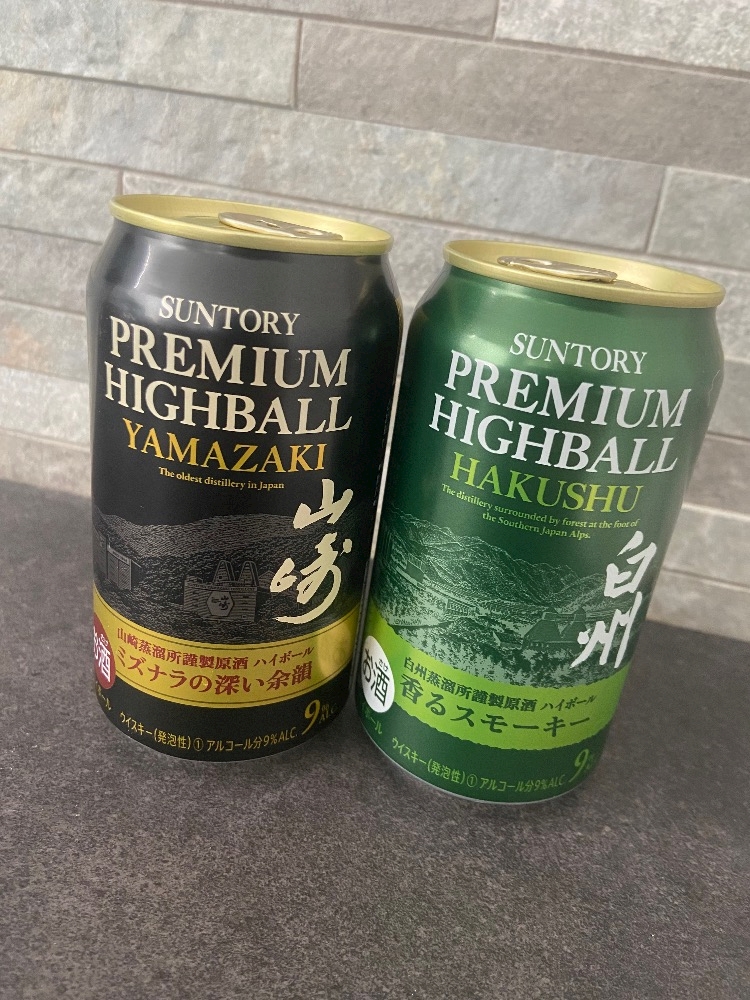 SUNTORY
PREMIUM
HIGHBALL
YAMAZAKI
The oldest distillery in Japan
山崎
お酒
山崎蒸溜所謹製原酒 ハイボール
ミズナラの深い余韻
ウイスキー(発泡性)① アルコール分9%ALC.
9% ALC.
SUNTORY
PREMIUM
HIGHBALL
HAKUSHU
The distillery surrounded by forest at the foot of
the Southern Japan Alps.
白州
おさけ
お酒
白州蒸溜所謹製原酒 ハイボール
香るスモーキー
ウイスキー(発泡性)① アルコール分9%ALC.
9